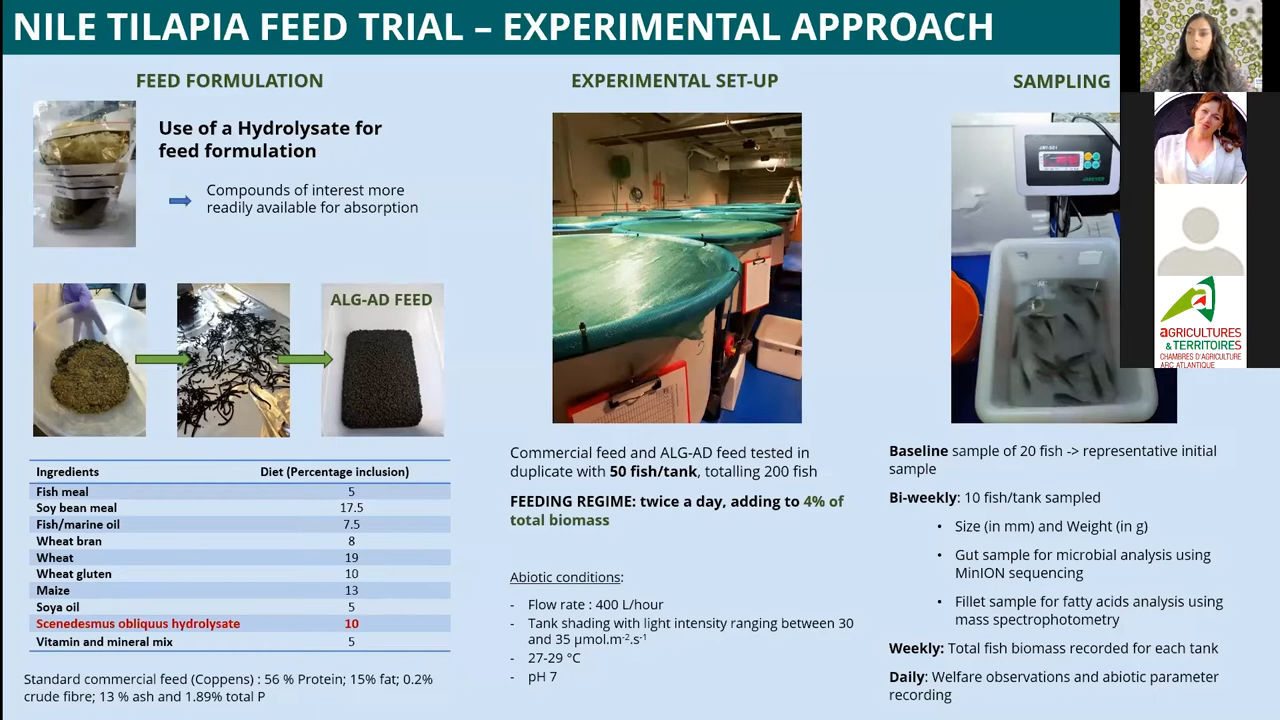 NILE TILAPIA FEED TRIAL – EXPERIMENTAL APPROACH
FEED FORMULATION
Use of a Hydrolysate for
feed formulation
Compounds of interest more
readily available for absorption
ALG-AD FEED
Ingredients Diet (Percentage inclusion)
Fish meal 5
Soy bean meal 17.5
Fish/marine oil 7.5
Wheat bran 8
Wheat 19
Wheat gluten 10
Maize 13
Soya oil 5
Scenedesmus obliquus hydrolysate 10
Vitamin and mineral mix 5
Standard commercial feed (Coppens) : 56 % Protein; 15% fat; 0.2%
crude fibre; 13 % ash and 1.89% total P
EXPERIMENTAL SET-UP
Commercial feed and ALG-AD feed tested in
duplicate with 50 fish/tank, totalling 200 fish
FEEDING REGIME: twice a day, adding to 4% of
total biomass
Abiotic conditions:
- Flow rate : 400 L/hour
- Tank shading with light intensity ranging between 30
and 35 µmol.m-2.s-1
- 27-29 °C
- pH 7
SAMPLING
Baseline sample of 20 fish -> representative initial
sample
Bi-weekly: 10 fish/tank sampled
• Size (in mm) and Weight (in g)
• Gut sample for microbial analysis using
MinION sequencing
• Fillet sample for fatty acids analysis using
mass spectrophotometry
Weekly: Total fish biomass recorded for each tank
Daily: Welfare observations and abiotic parameter
recording
AGRICULTURES
& TERRITOIRES
CHAMBRES D'AGRICULTURE
ARC ATLANTIQUE